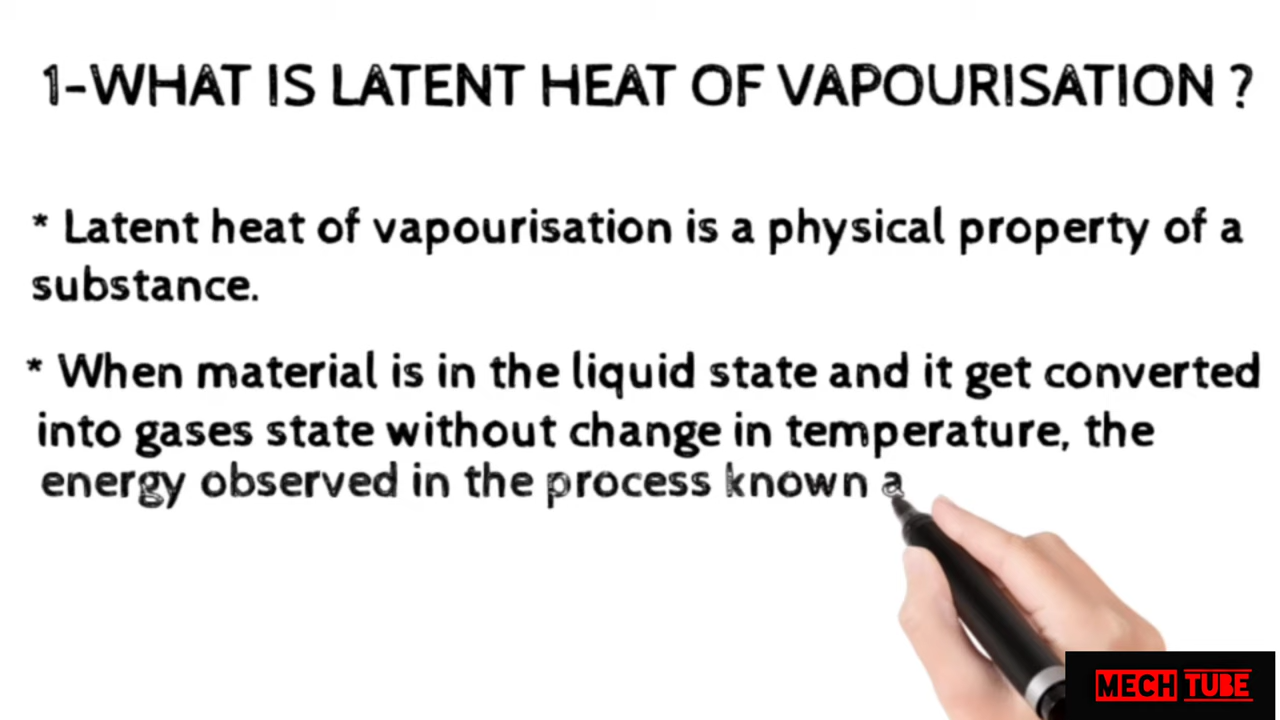 1-WHAT IS LATENT HEAT OF VAPOURISATION ?
* Latent heat of vapourisation is a physical property of a
substance.
* When material is in the liquid state and it get converted
into gases state without change in temperature, the
energy observed in the process known a
MECH TUBE